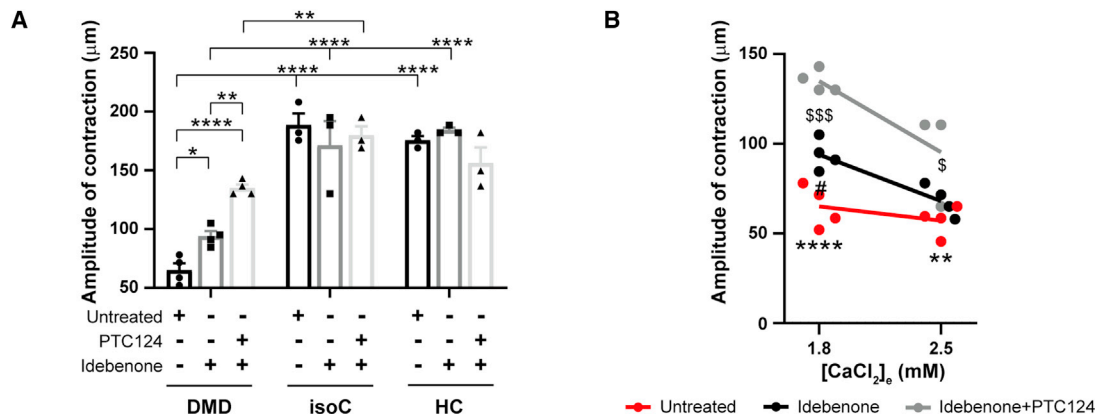 A
Amplitude of contraction (μm)
250
200
150
100
50
**
****
****
****
****
**
****
*
Untreated + - - + - - + - -
PTC124 - - + - - + - - +
Idebenone - + + - + + - + +
DMD isoC HC
B
Amplitude of contraction (μm)
150
100
50
0
$$$
#
****
$
**
1.8 2.5
[CaCl2]e (mM)
Untreated Idebenone Idebenone+PTC124